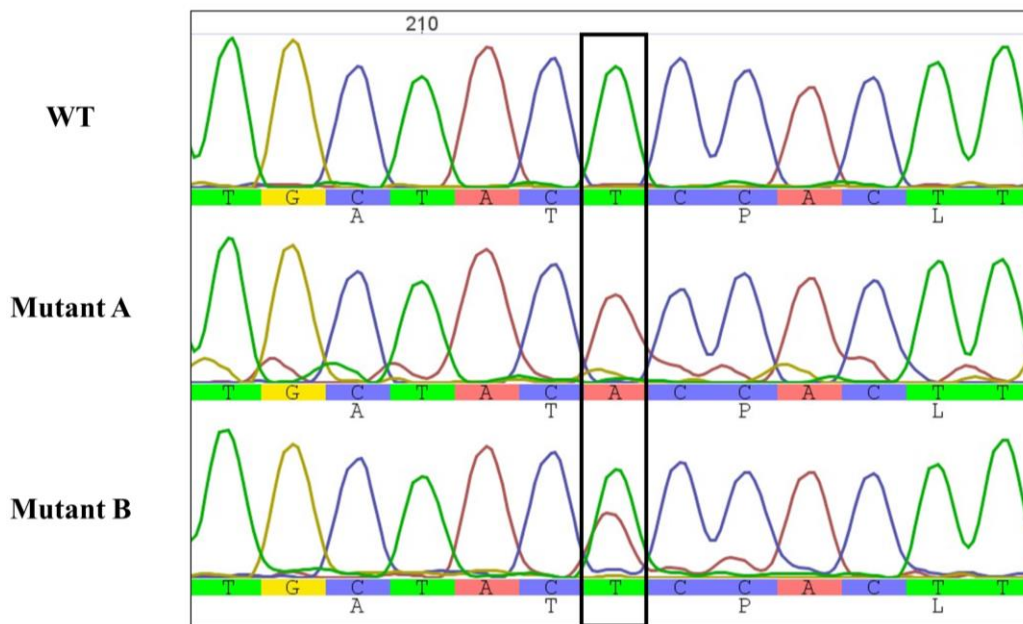 210
WT
T G C T A C T C C A C T T
A T P L
Mutant A
T G C T A C A C C A C T T
A T P L
Mutant B
T G C T A C T C C A C T T
A T P L